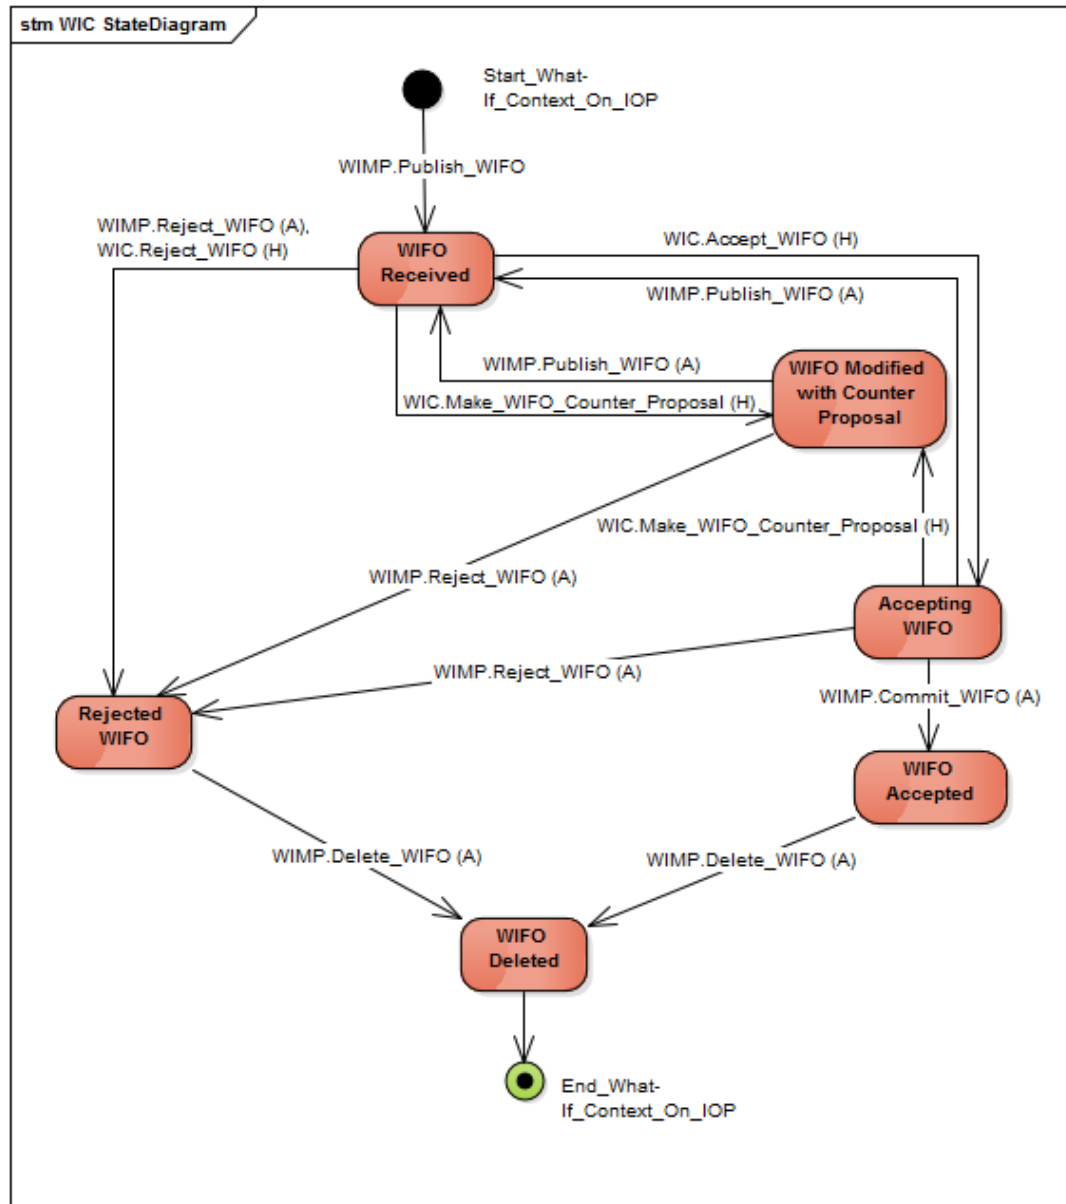 stm WIC StateDiagram
Start_What-
If_Context_On_IOP
WIMP.Publish_WIFO
WIMP.Reject_WIFO (A),
WIC.Reject_WIFO (H)
WIFO
Received
WIC.Accept_WIFO (H)
WIMP.Publish_WIFO (A)
WIMP.Publish_WIFO (A)
WIC.Make_WIFO_Counter_Proposal (H)
WIFO Modified
with Counter
Proposal
WIC.Make_WIFO_Counter_Proposal (H)
WIMP.Reject_WIFO (A)
Accepting
WIFO
WIMP.Reject_WIFO (A)
WIMP.Commit_WIFO (A)
Rejected
WIFO
WIFO
Accepted
WIMP.Delete_WIFO (A)
WIMP.Delete_WIFO (A)
WIFO
Deleted
End_What-
If_Context_On_IOP